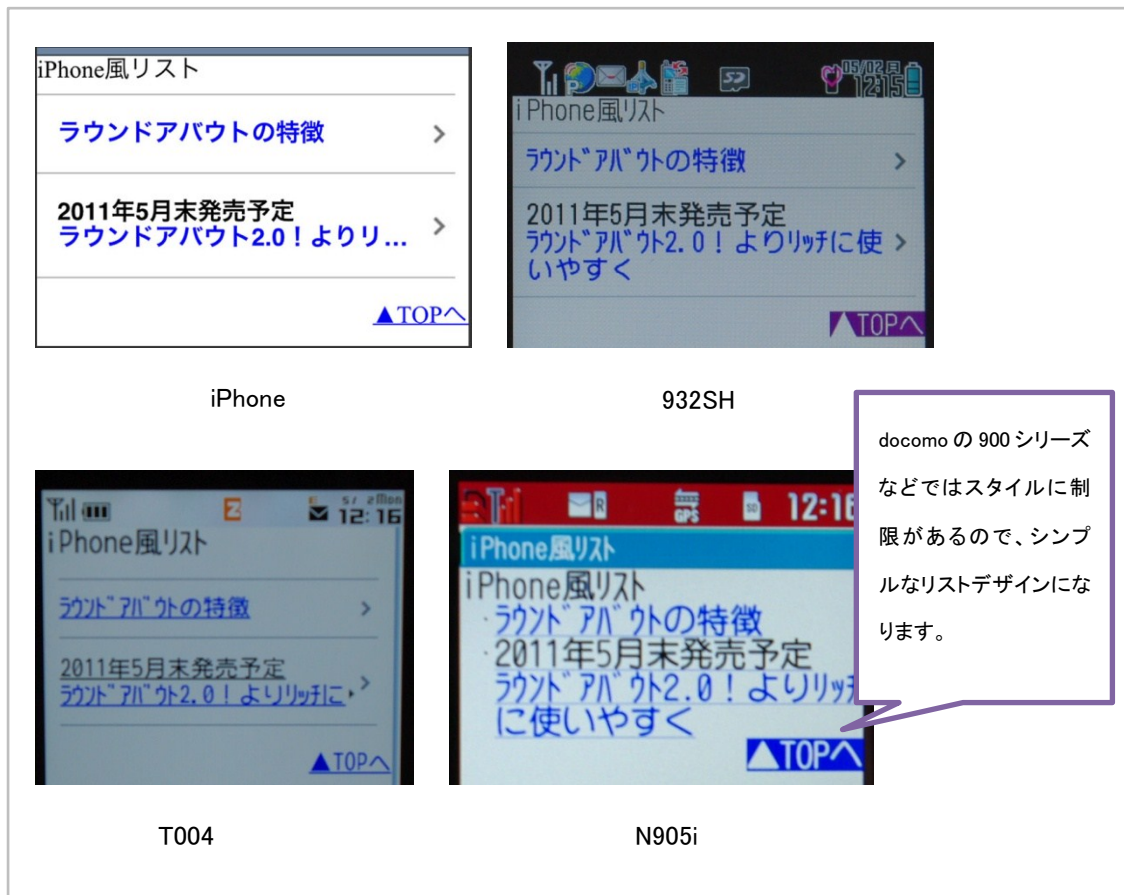 iPhone風リスト
ラウンドアバウトの特徴
2011年5月末発売予定
ラウンドアバウト2.0！よりリ...
▲TOPへ
iPhone
05/02月
12:15
iPhone風ﾘｽﾄ
ﾗｳﾝﾄﾞｱﾊﾞｳﾄの特徴
2011年5月末発売予定
ﾗｳﾝﾄﾞｱﾊﾞｳﾄ2.0！よりﾘｯﾁに使
いやすく
▲TOPへ
932SH
5/ 2Mon
12:16
iPhone風ﾘｽﾄ
ﾗｳﾝﾄﾞｱﾊﾞｳﾄの特徴
2011年5月末発売予定
ﾗｳﾝﾄﾞｱﾊﾞｳﾄ2.0！よりﾘｯﾁに
▲TOPへ
T004
R GPS SD 12:16
iPhone風ﾘｽﾄ
iPhone風ﾘｽﾄ
ﾗｳﾝﾄﾞｱﾊﾞｳﾄの特徴
2011年5月末発売予定
ﾗｳﾝﾄﾞｱﾊﾞｳﾄ2.0！よりﾘｯﾁ
に使いやすく
▲TOPへ
N905i
docomo の 900 シリーズ
などではスタイルに制
限があるので、シンプ
ルなリストデザインにな
ります。